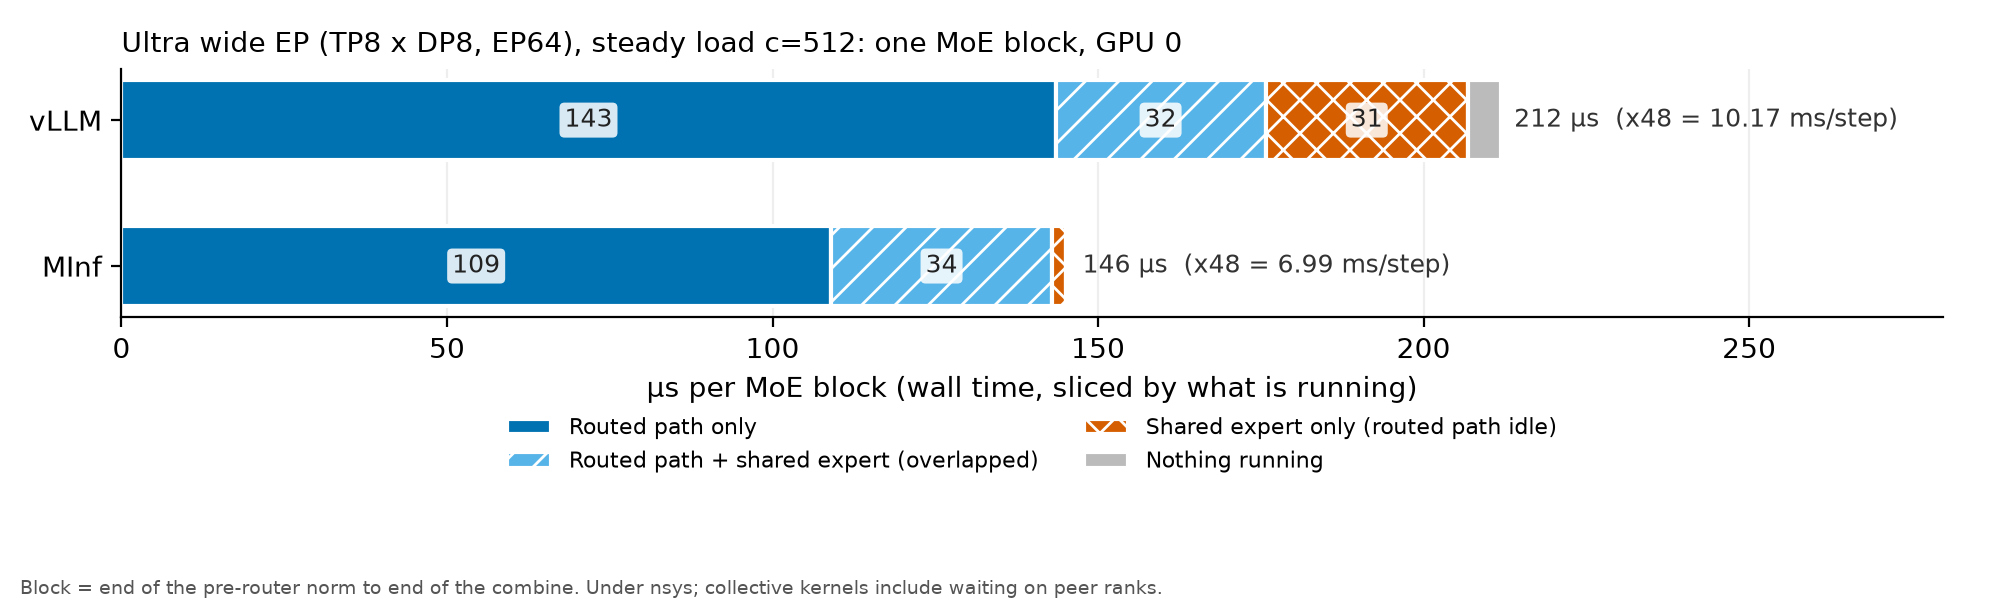 Ultra wide EP (TP8 x DP8, EP64), steady load c=512: one MoE block, GPU 0
vLLM
143
32
31
212 µs  (x48 = 10.17 ms/step)
MInf
109
34
146 µs  (x48 = 6.99 ms/step)
0
50
100
150
200
250
µs per MoE block (wall time, sliced by what is running)
Routed path only
Routed path + shared expert (overlapped)
Shared expert only (routed path idle)
Nothing running
Block = end of the pre-router norm to end of the combine. Under nsys; collective kernels include waiting on peer ranks.